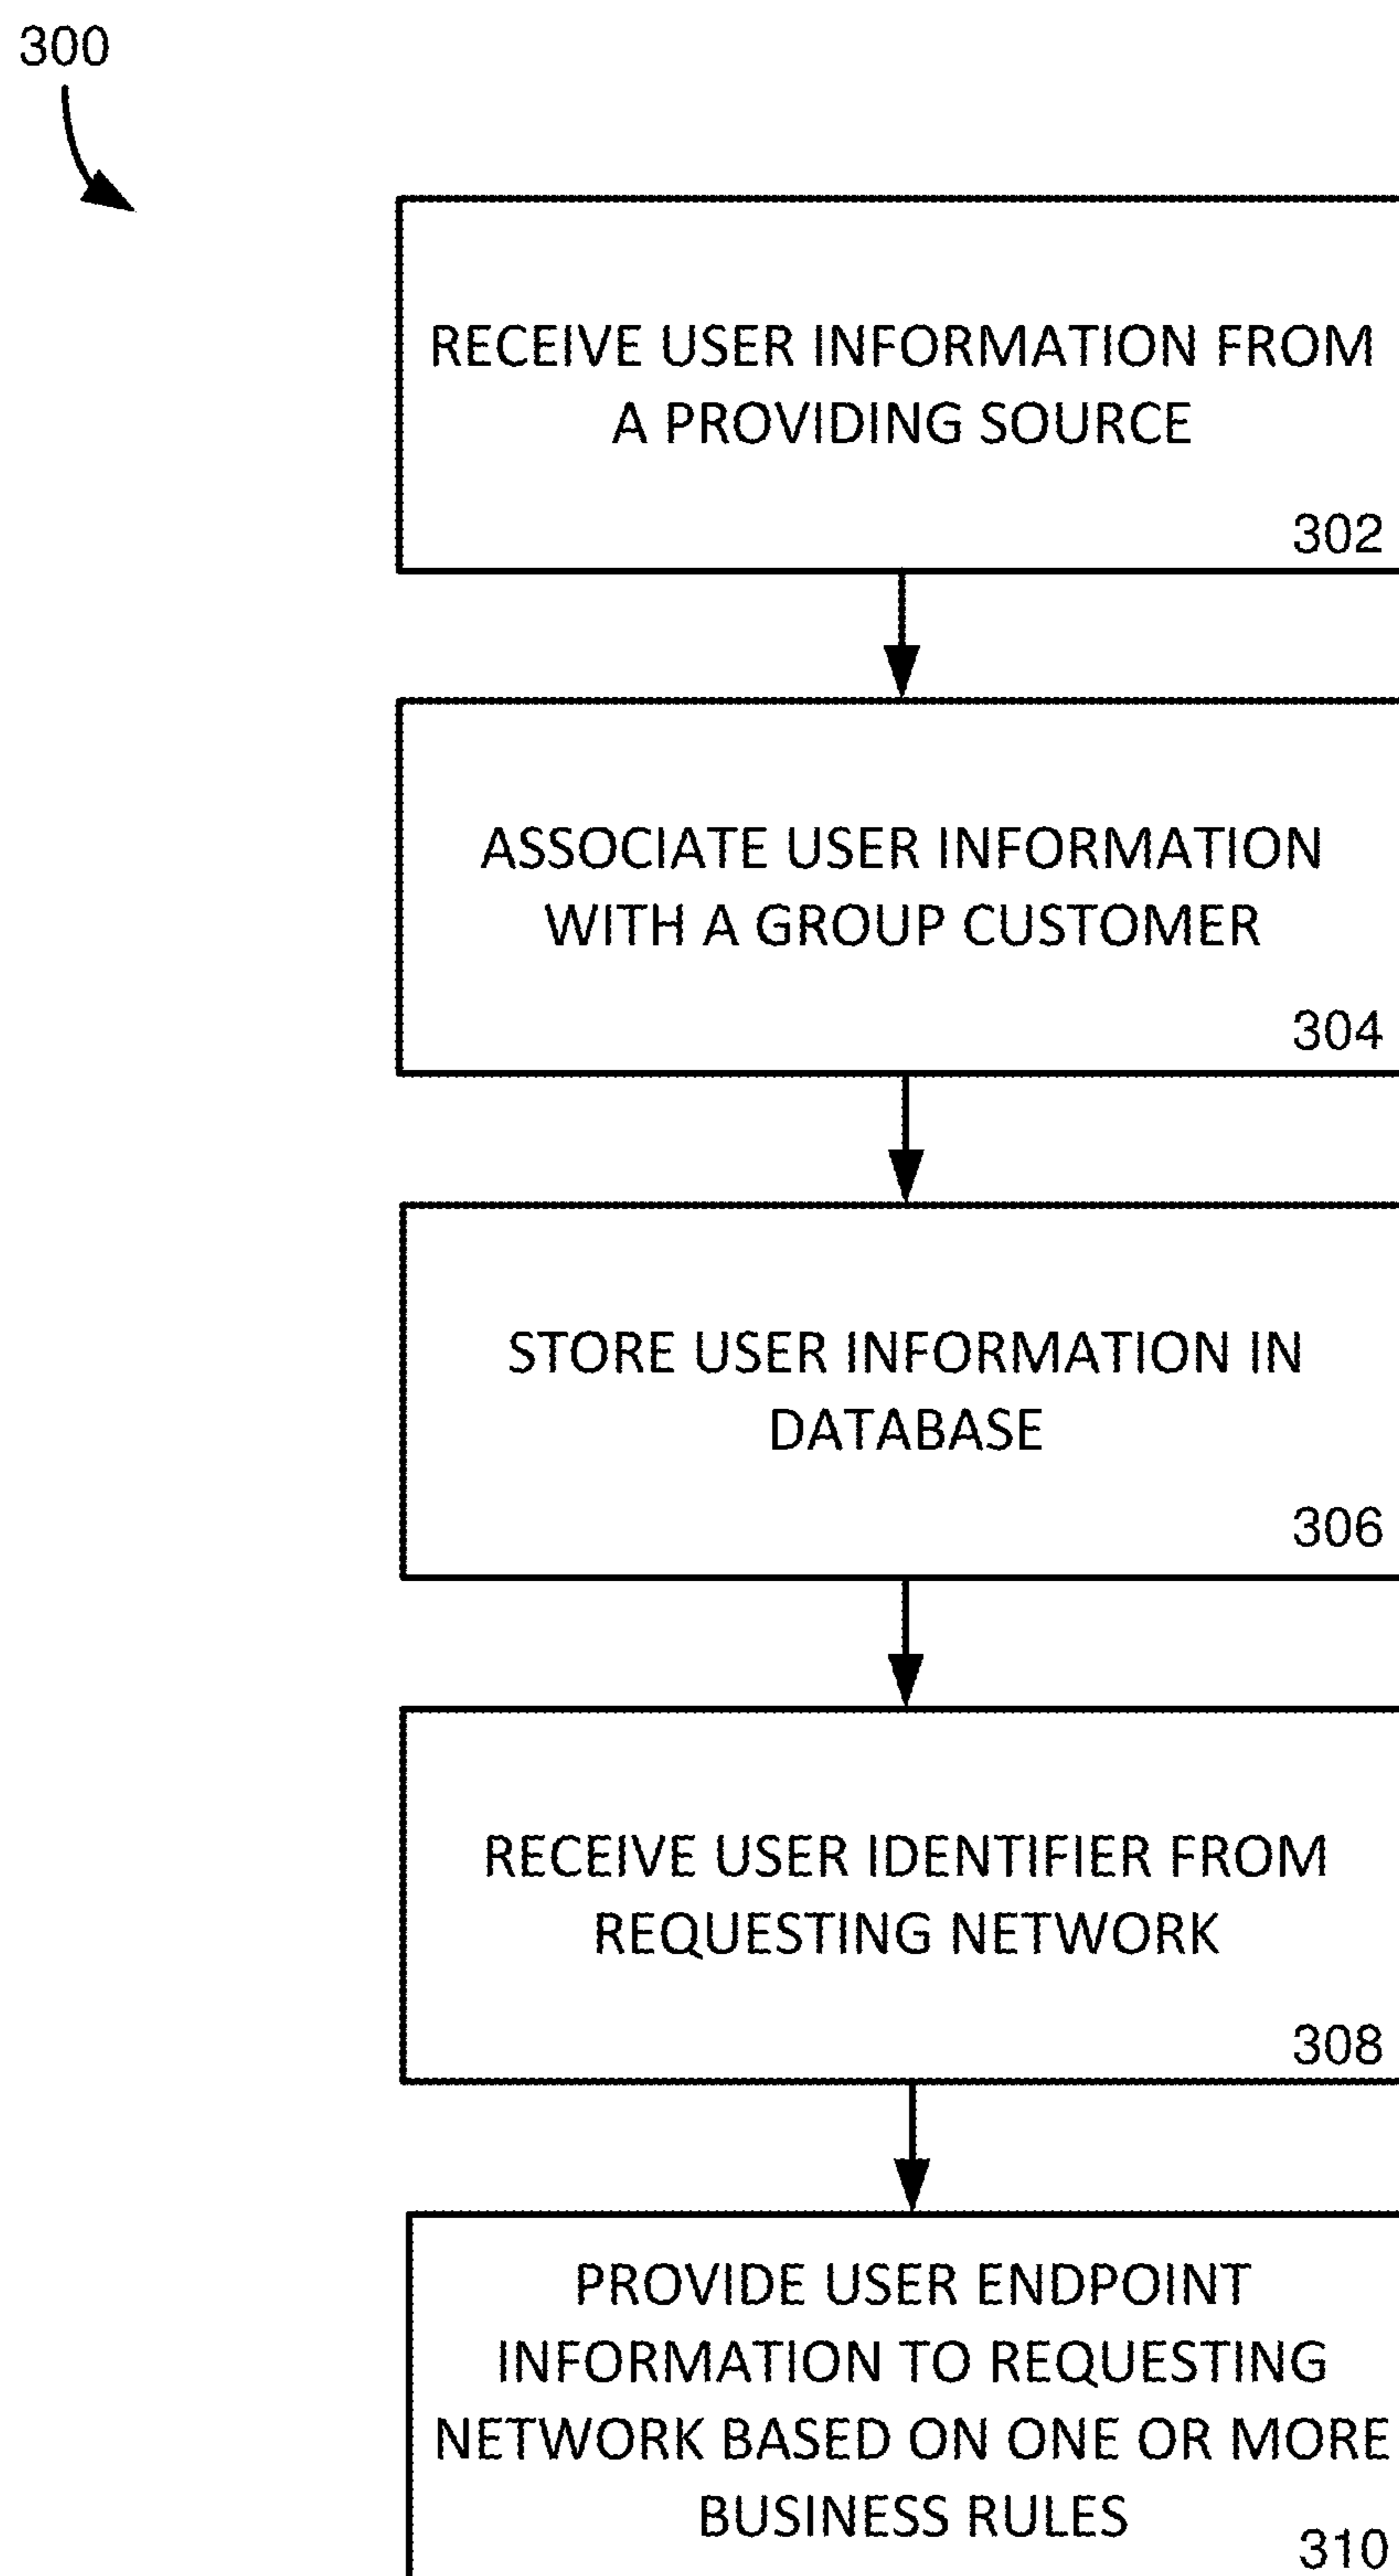 300
RECEIVE USER INFORMATION FROM
A PROVIDING SOURCE
302
ASSOCIATE USER INFORMATION
WITH A GROUP CUSTOMER
304
STORE USER INFORMATION IN
DATABASE
306
RECEIVE USER IDENTIFIER FROM
REQUESTING NETWORK
308
PROVIDE USER ENDPOINT
INFORMATION TO REQUESTING
NETWORK BASED ON ONE OR MORE
BUSINESS RULES
310